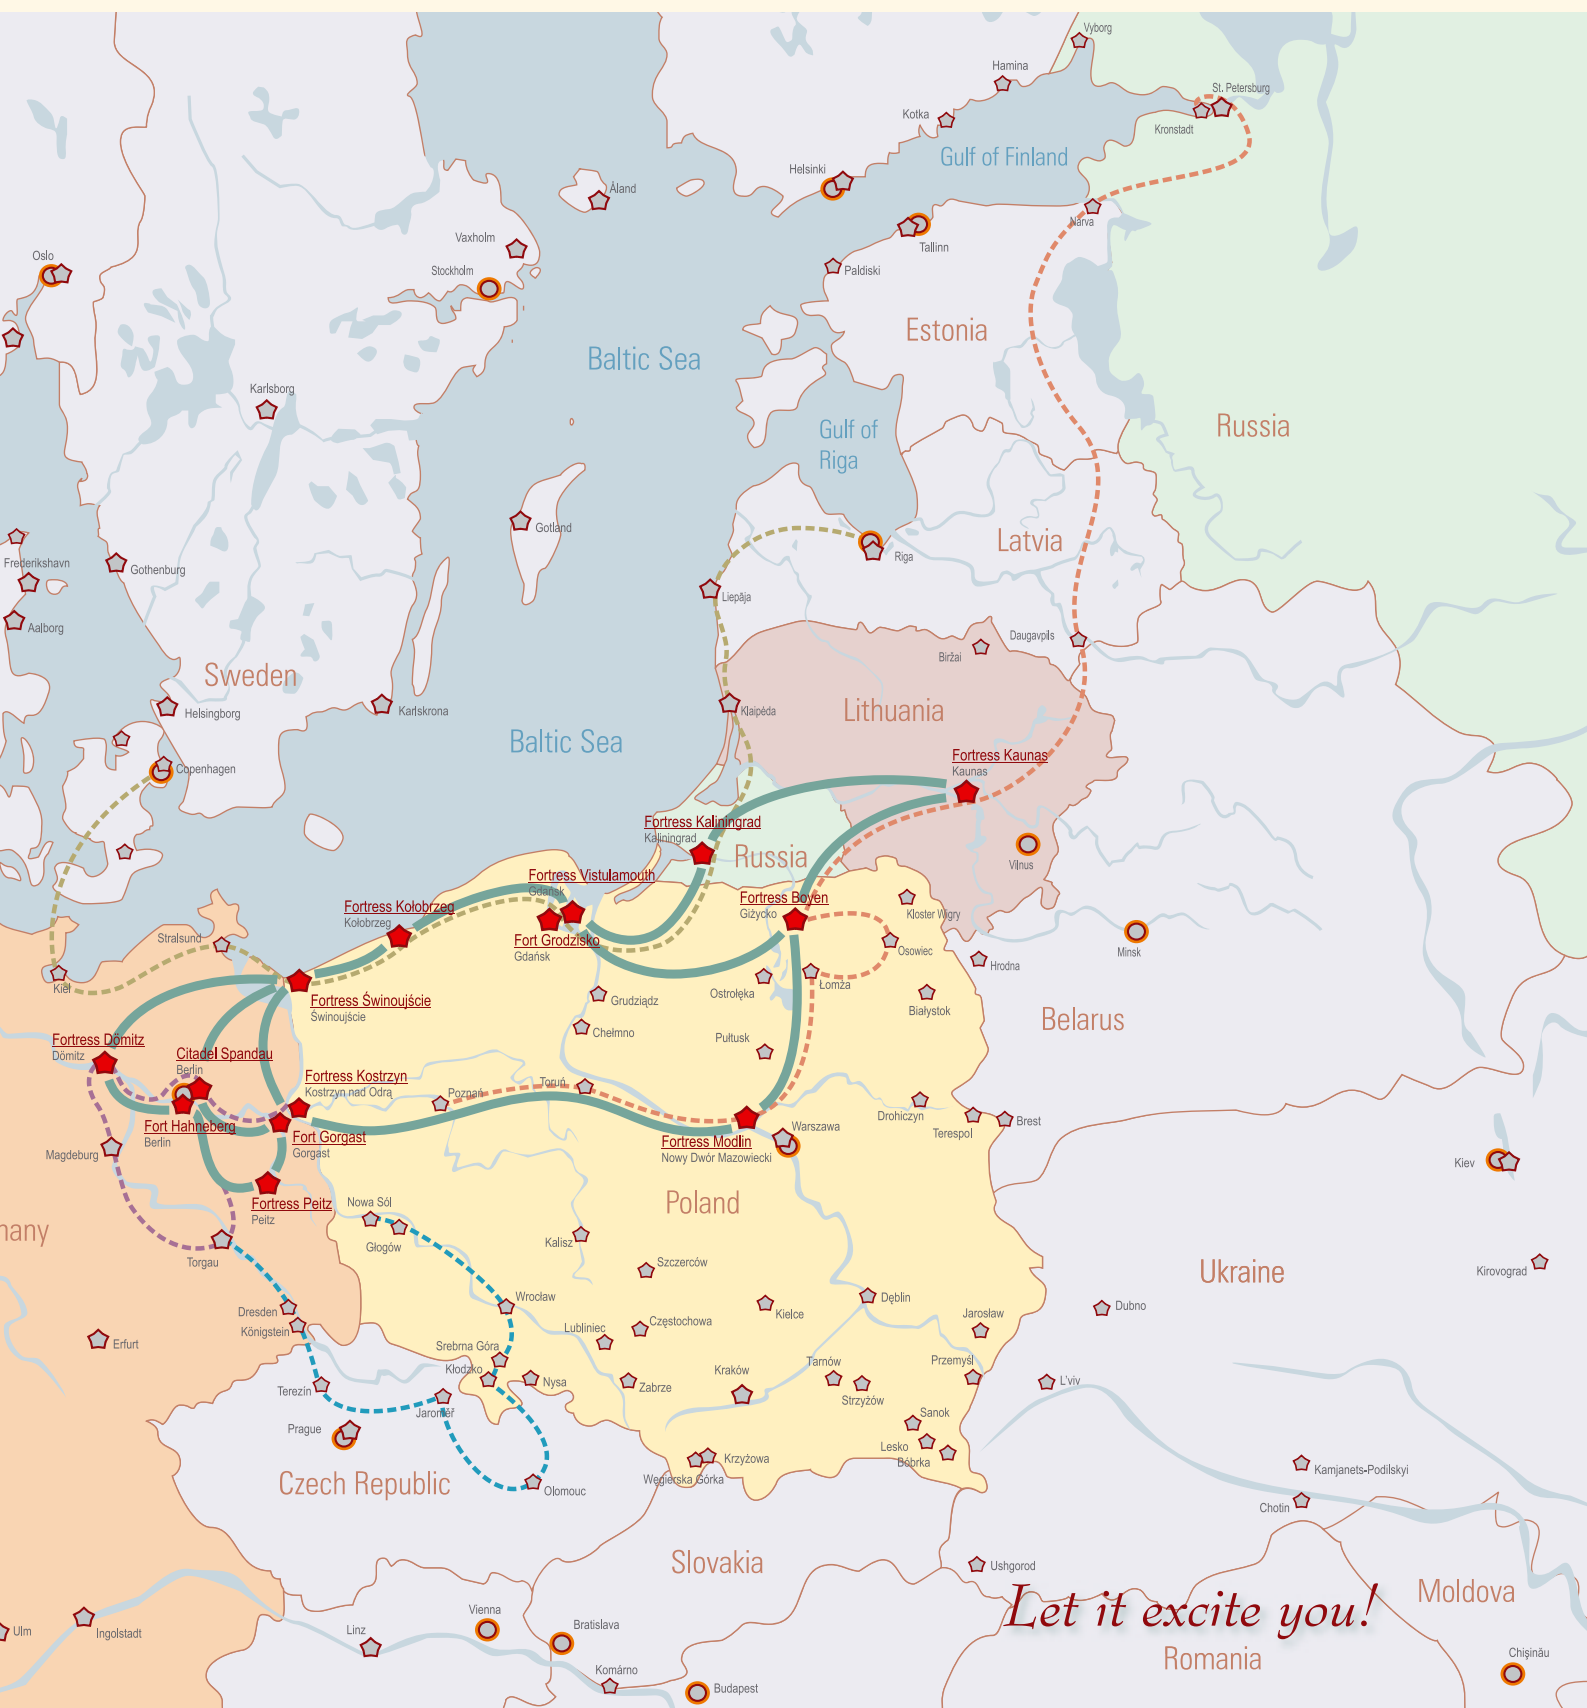 Vyborg
Hamina
St. Petersburg
Kotka
Kronstadt
Gulf of Finland
Helsinki
Åland
Narva
Vaxholm
Tallinn
Oslo
Stockholm
Paldiski
Estonia
Baltic Sea
Karlsborg
Russia
Gulf of
Riga
Gotland
Latvia
Riga
Frederikshavn
Gothenburg
Liepāja
Aalborg
Daugavpils
Biržai
Sweden
Lithuania
Helsingborg
Karlskrona
Klaipėda
Baltic Sea
Fortress Kaunas
Kaunas
Copenhagen
Fortress Kaliningrad
Kaliningrad
Russia
Vilnus
Fortress Vistulamouth
Gdańsk
Fortress Boyen
Giżycko
Fortress Kołobrzeg
Kołobrzeg
Kloster Wigry
Stralsund
Fort Grodzisko
Gdańsk
Osowiec
Minsk
Hrodna
Kiel
Ostrołęka
Łomża
Fortress Świnoujście
Świnoujście
Grudziądz
Białystok
Belarus
Chełmno
Pułtusk
Fortress Dömitz
Dömitz
Citadel Spandau
Berlin
Fortress Kostrzyn
Kostrzyn nad Odrą
Poznań
Toruń
Drohiczyn
Terespol
Brest
Fort Hahneberg
Berlin
Fort Gorgast
Gorgast
Fortress Modlin
Nowy Dwór Mazowiecki
Warszawa
Magdeburg
Kiev
Fortress Peitz
Peitz
Nowa Sól
Poland
many
Głogów
Kalisz
Torgau
Szczerców
Ukraine
Kirovograd
Wrocław
Dęblin
Dresden
Kielce
Jarosław
Dubno
Königstein
Lubliniec
Częstochowa
Erfurt
Srebrna Góra
Kłodzko
Nysa
Zabrze
Kraków
Tarnów
Strzyżów
Przemyśl
L'viv
Terezín
Jaroměř
Prague
Sanok
Lesko
Bóbrka
Krzyżowa
Węgierska Górka
Kamjanets-Podilskyi
Czech Republic
Olomouc
Chotin
Slovakia
Ushgorod
Let it excite you!
Moldova
Vienna
Bratislava
Linz
Ulm
Ingolstadt
Romania
Chişinău
Komárno
Budapest